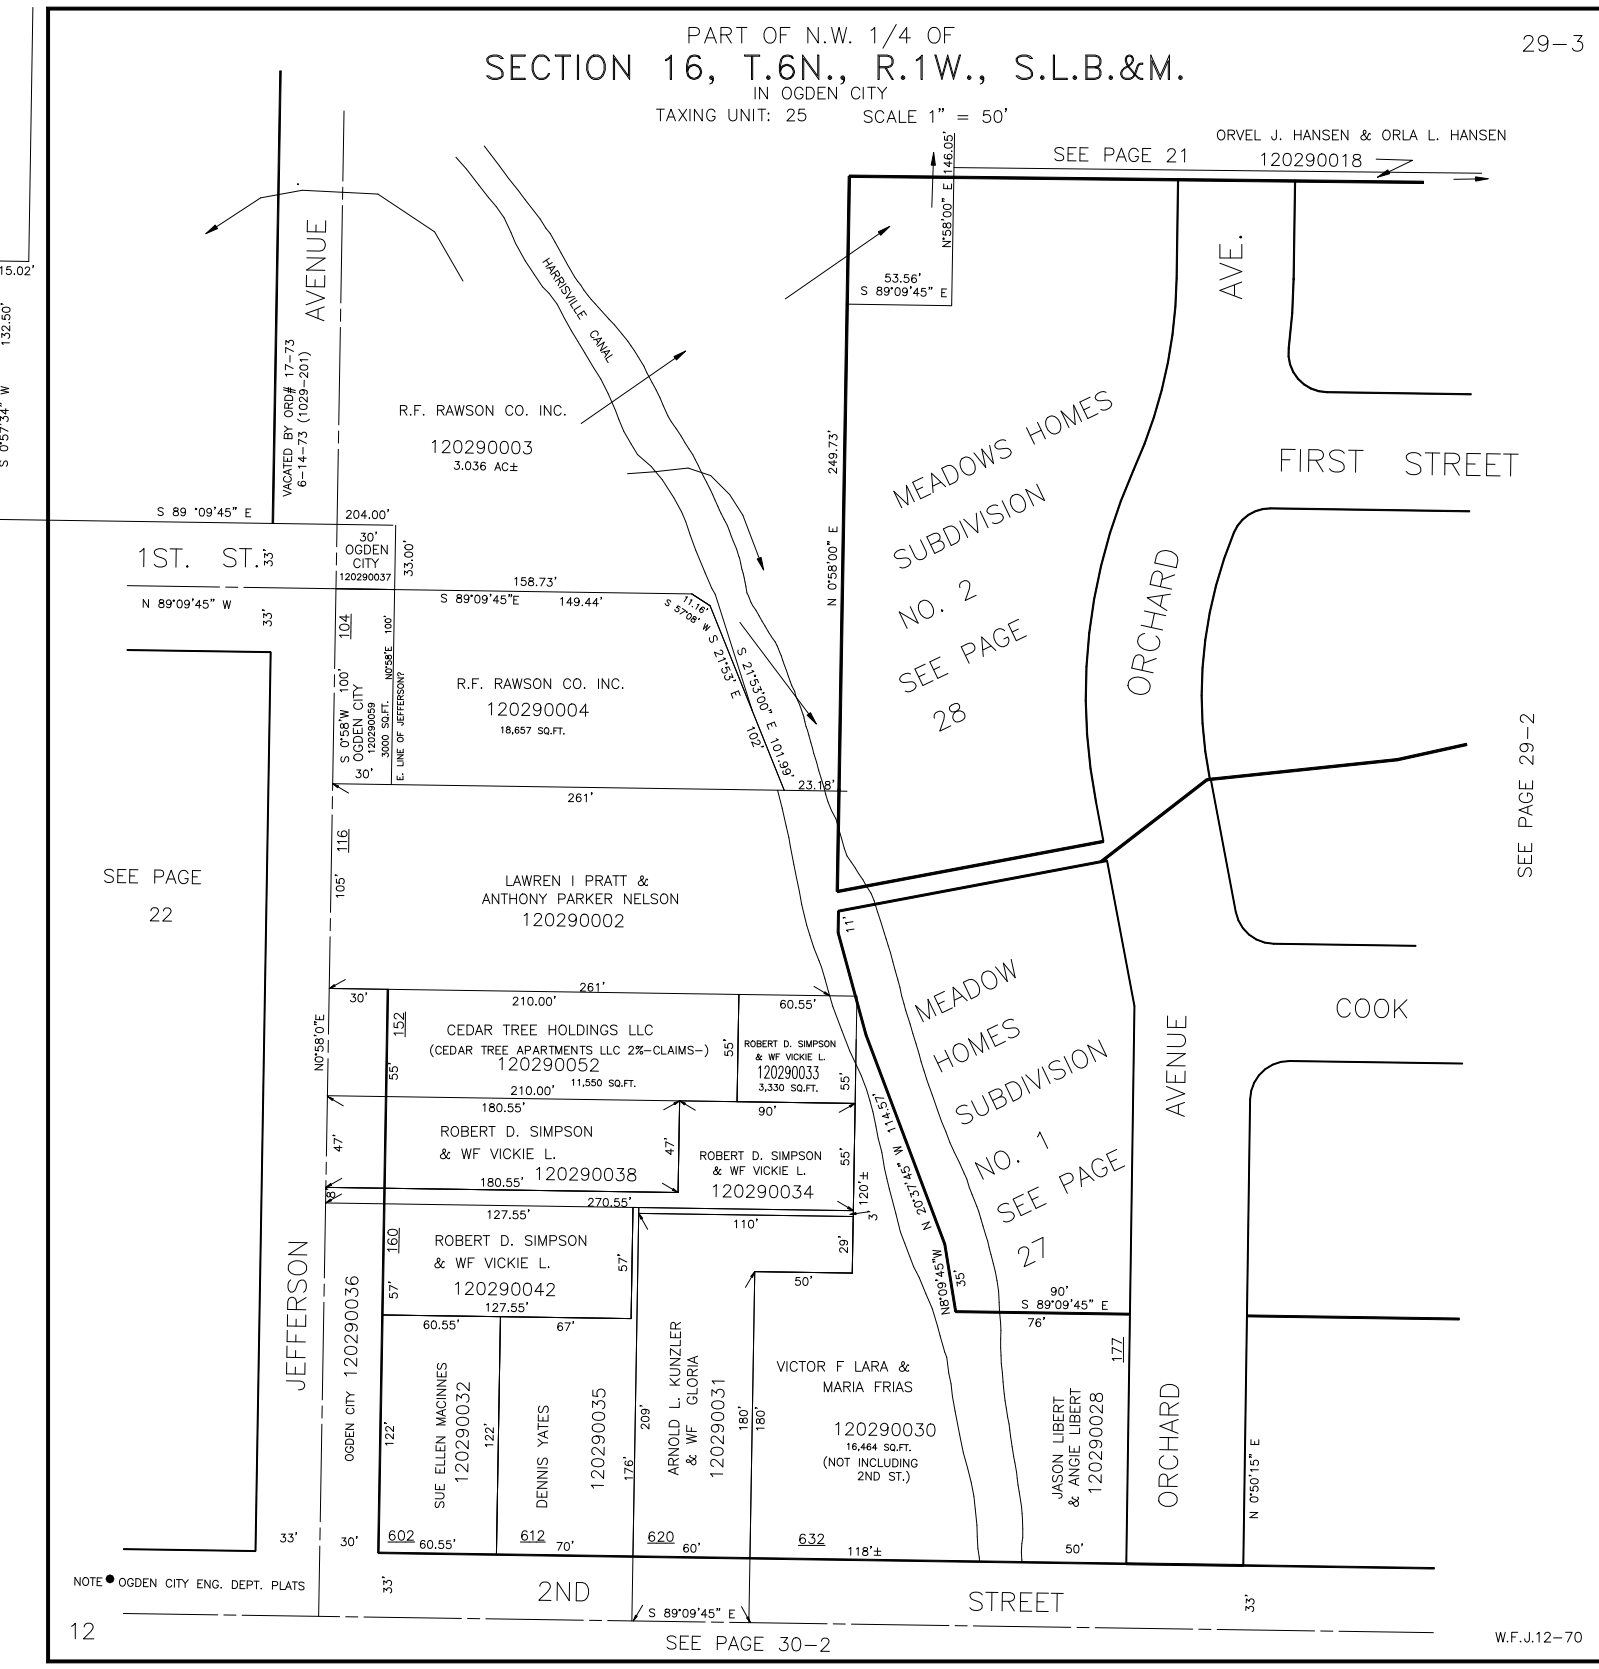 PART OF N.W. 1/4 OF
SECTION 16, T.6N., R.1W., S.L.B.&M.
IN OGDEN CITY
TAXING UNIT: 25 SCALE 1" = 50'
29-3
ORVEL J. HANSEN & ORLA L. HANSEN
120290018
SEE PAGE 21
N°58'00" E 146.05'
53.56'
S 89°09'45" E
15.02'
132.50'
S 0°57'34" W
AVENUE
VACATED BY ORD# 17-73
6-14-73 (1029-201)
HARRISVILLE CANAL
R.F. RAWSON CO. INC.
120290003
3.036 AC±
249.73'
N 0°58'00" E
MEADOWS HOMES
SUBDIVISION
NO. 2
SEE PAGE
28
AVE.
FIRST STREET
ORCHARD
S 89 °09'45" E
204.00'
1ST. ST.
33'
30'
OGDEN
CITY
120290037
33.00'
158.73'
N 89°09'45" W
33'
S 89°09'45"E 149.44'
11.16'
S 57°08' W
S 21°53' E
102'
S 21°53'00" E 101.99'
104
S 0°58'W 100'
OGDEN CITY
120290059
3000 SQ.FT.
N0°58'E 100'
E. LINE OF JEFFERSON?
30'
R.F. RAWSON CO. INC.
120290004
18,657 SQ.FT.
23.18'
261'
SEE PAGE 29-2
116
105'
LAWREN I PRATT &
ANTHONY PARKER NELSON
120290002
SEE PAGE
22
11'
261'
30'
210.00'
60.55'
N0°58'0"E
152
55'
CEDAR TREE HOLDINGS LLC
(CEDAR TREE APARTMENTS LLC 2%-CLAIMS-)
120290052
11,550 SQ.FT.
210.00'
55'
ROBERT D. SIMPSON
& WF VICKIE L.
120290033
3,330 SQ.FT.
55'
MEADOW
HOMES
SUBDIVISION
NO. 1
SEE PAGE
27
COOK
AVENUE
180.55'
90'
47'
ROBERT D. SIMPSON
& WF VICKIE L.
120290038
47'
180.55'
ROBERT D. SIMPSON
& WF VICKIE L.
120290034
55'
120'±
N 20°37'45" W 114.57'
8'
270.55'
3'
127.55'
110'
160
57'
ROBERT D. SIMPSON
& WF VICKIE L.
120290042
57'
127.55'
29'
50'
N8°09'45"W
35'
90'
S 89°09'45" E
76'
177
JEFFERSON
OGDEN CITY 120290036
60.55'
67'
122'
SUE ELLEN MACINNES
120290032
122'
DENNIS YATES
120290035
176'
209'
ARNOLD L. KUNZLER
& WF GLORIA
120290031
180'
180'
VICTOR F LARA &
MARIA FRIAS
120290030
16,464 SQ.FT.
(NOT INCLUDING
2ND ST.)
JASON LIBERT
& ANGIE LIBERT
120290028
ORCHARD
N 0°50'15" E
33'
30'
602
60.55'
612
70'
620
60'
632
118'±
50'
NOTE ● OGDEN CITY ENG. DEPT. PLATS
33'
2ND STREET
33'
S 89°09'45" E
12
SEE PAGE 30-2
W.F.J.12-70